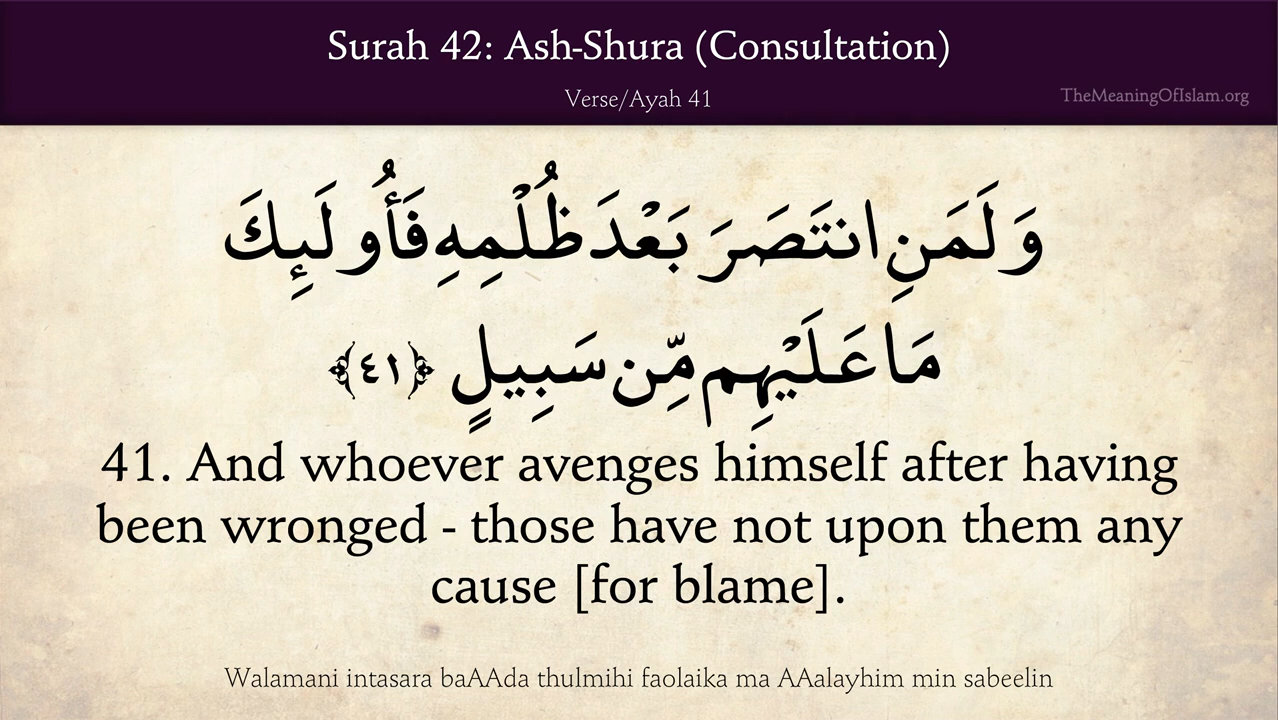 Surah 42: Ash-Shura (Consultation)
Verse/Ayah 41
TheMeaningOfIslam.org
وَلَمَنِ انتَصَرَ بَعْدَ ظُلْمِهِ فَأُولَٰئِكَ
مَا عَلَيْهِم مِّن سَبِيلٍ ﴿٤١﴾
41. And whoever avenges himself after having
been wronged - those have not upon them any
cause [for blame].
Walamani intasara baAAda thulmihi faolaika ma AAalayhim min sabeelin